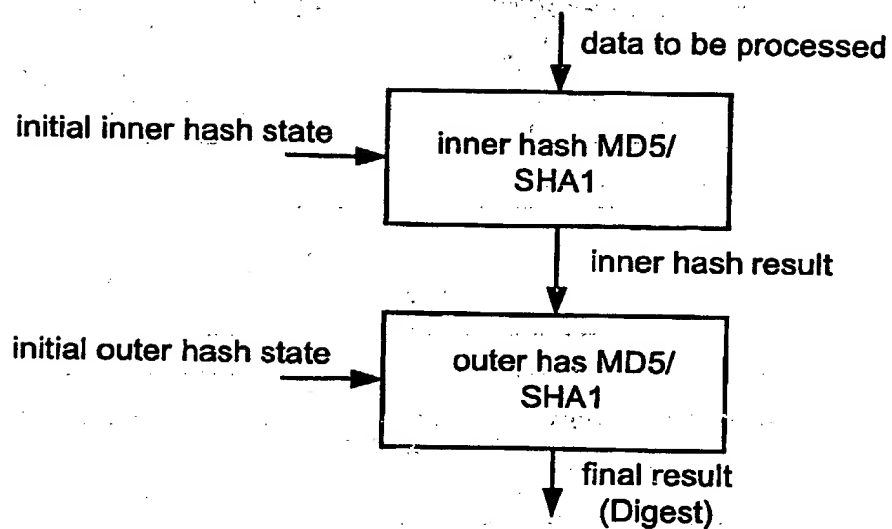 data to be processed
initial inner hash state
inner hash MD5/
SHA1
inner hash result
initial outer hash state
outer has MD5/
SHA1
final result
(Digest)